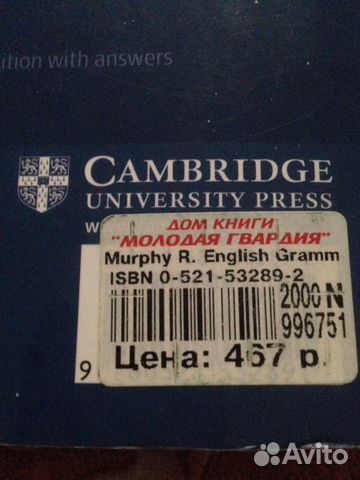 ition with answers
CAMBRIDGE
UNIVERSITY PRESS
w
ДОМ КНИГИ
"МОЛОДАЯ ГВАРДИЯ"
Murphy R. English Gramm
ISBN 0-521-53289-2
2000 N
996751
Цена: 467 р.
9
Avito